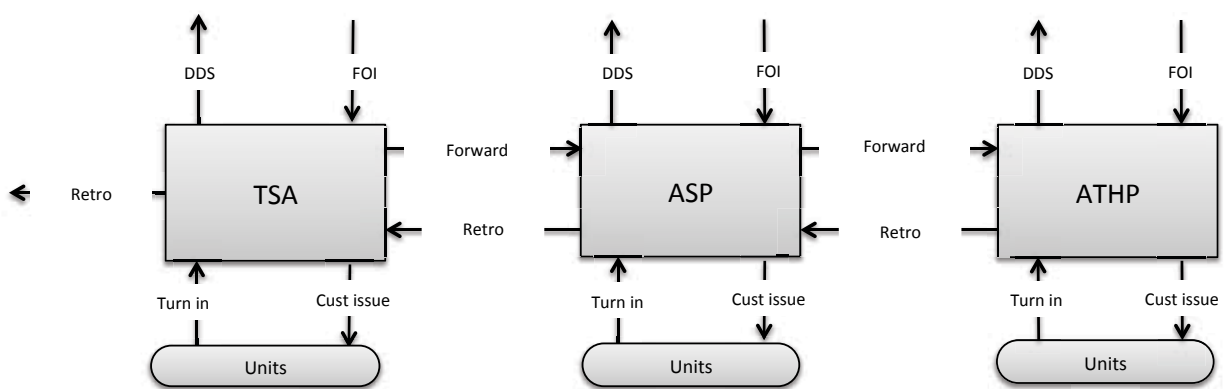 DDS FOI DDS FOI DDS FOI
Forward Forward
Retro TSA ASP ATHP
Retro Retro
Turn in Cust issue Turn in Cust issue Turn in Cust issue
Units Units Units